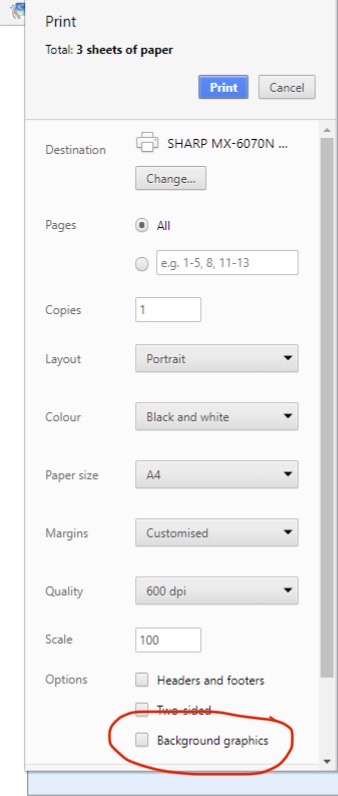 Print
Total: 3 sheets of paper
Print Cancel
Destination SHARP MX-6070N ...
Change...
Pages All
e.g. 1-5, 8, 11-13
Copies 1
Layout Portrait
Colour Black and white
Paper size A4
Margins Customised
Quality 600 dpi
Scale 100
Options Headers and footers
Two-sided
Background graphics